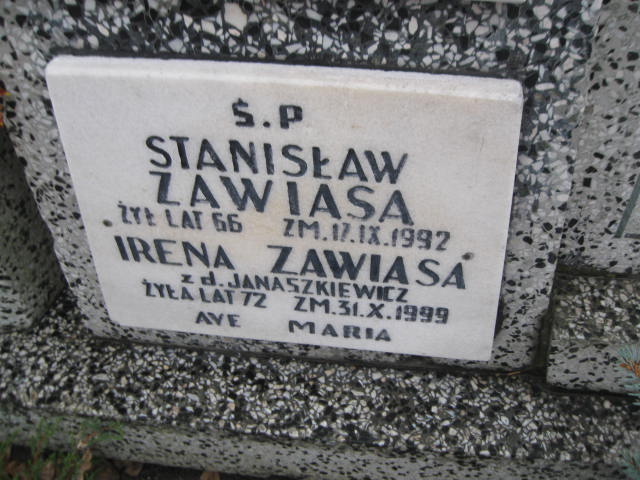 Ś.P
STANISŁAW
ZAWIASA
ŻYŁ LAT 66 ZM.17.IX.1992
IRENA ZAWIASA
z d. JANASZKIEWICZ
ŻYŁA LAT 72 ZM.31.X.1999
AVE MARIA